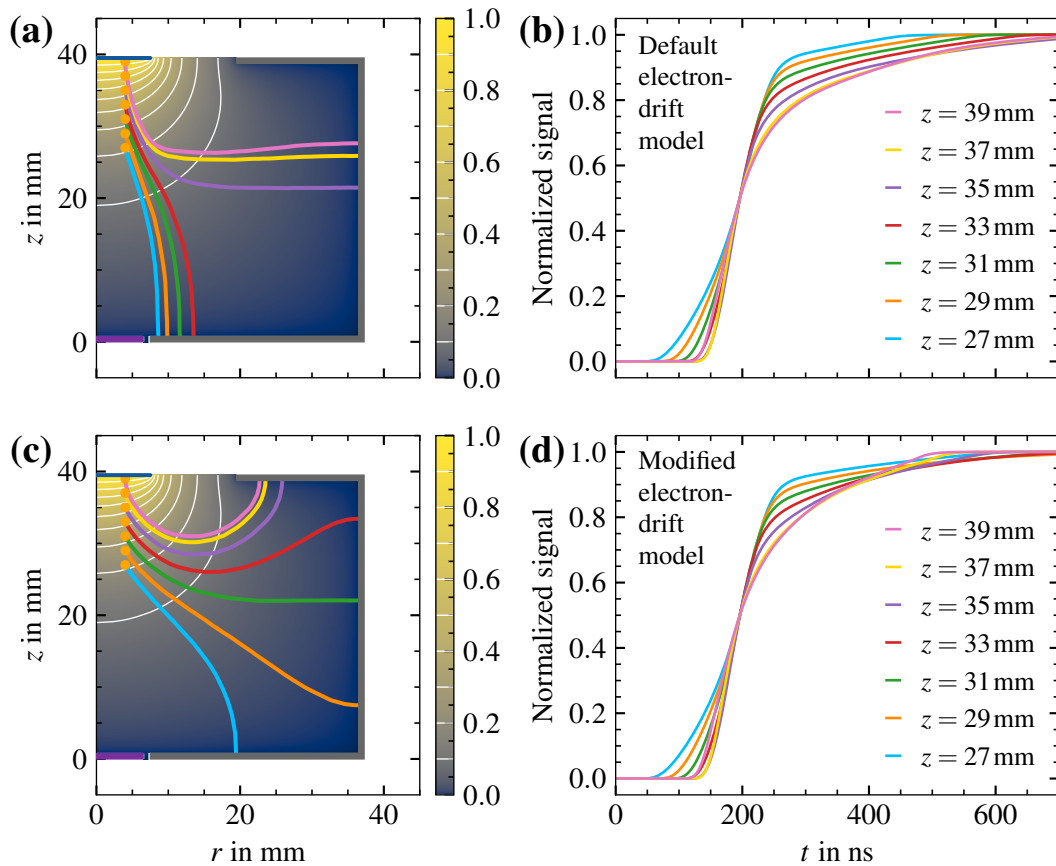 (a)
40
20
0
z in mm
1.0
0.8
0.6
0.4
0.2
0.0
(b)
1.0
0.8
0.6
0.4
0.2
0.0
Normalized signal
Default
electron-
drift
model
z = 39 mm
z = 37 mm
z = 35 mm
z = 33 mm
z = 31 mm
z = 29 mm
z = 27 mm
(c)
40
20
0
z in mm
0
20
40
r in mm
1.0
0.8
0.6
0.4
0.2
0.0
(d)
1.0
0.8
0.6
0.4
0.2
0.0
Normalized signal
Modified
electron-
drift
model
z = 39 mm
z = 37 mm
z = 35 mm
z = 33 mm
z = 31 mm
z = 29 mm
z = 27 mm
0
200
400
600
t in ns